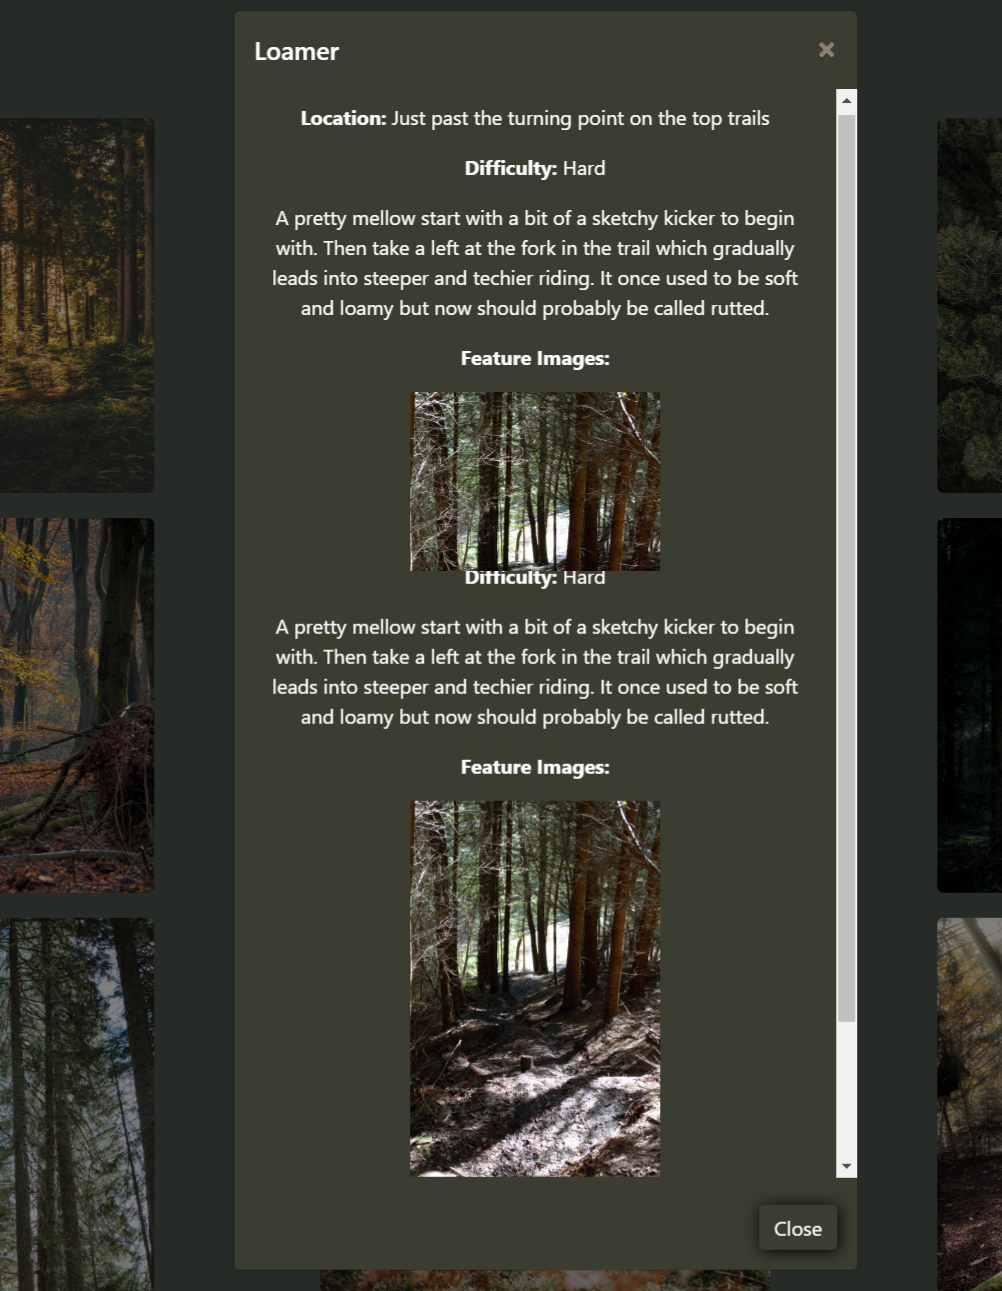 Loamer
×
Location: Just past the turning point on the top trails
Difficulty: Hard
A pretty mellow start with a bit of a sketchy kicker to begin
with. Then take a left at the fork in the trail which gradually
leads into steeper and techier riding. It once used to be soft
and loamy but now should probably be called rutted.
Feature Images:
Difficulty: Hard
A pretty mellow start with a bit of a sketchy kicker to begin
with. Then take a left at the fork in the trail which gradually
leads into steeper and techier riding. It once used to be soft
and loamy but now should probably be called rutted.
Feature Images:
Close